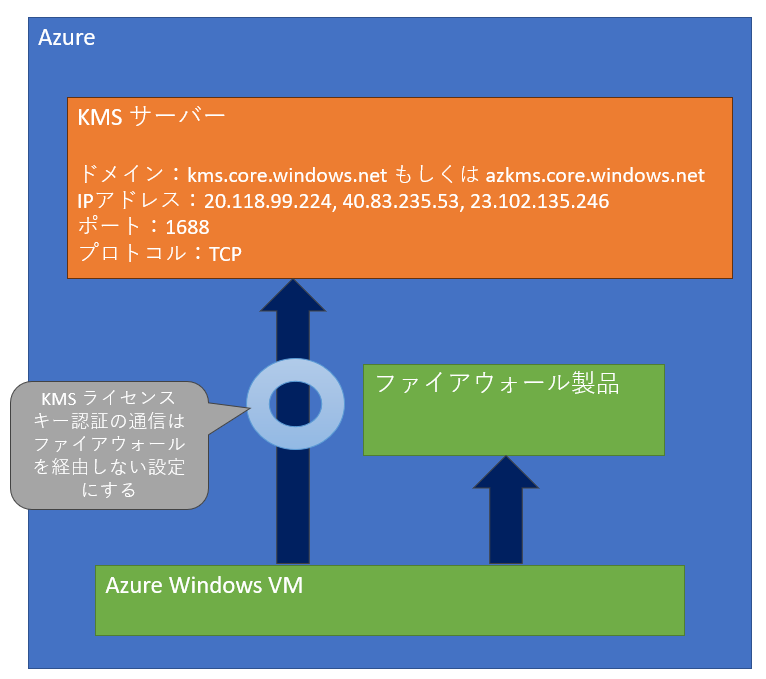 Azure
KMS サーバー
ドメイン：kms.core.windows.net もしくは azkms.core.windows.net
IPアドレス：20.118.99.224, 40.83.235.53, 23.102.135.246
ポート：1688
プロトコル：TCP
KMS ライセンス
キー認証の通信は
ファイアウォール
を経由しない設定
にする
ファイアウォール製品
Azure Windows VM